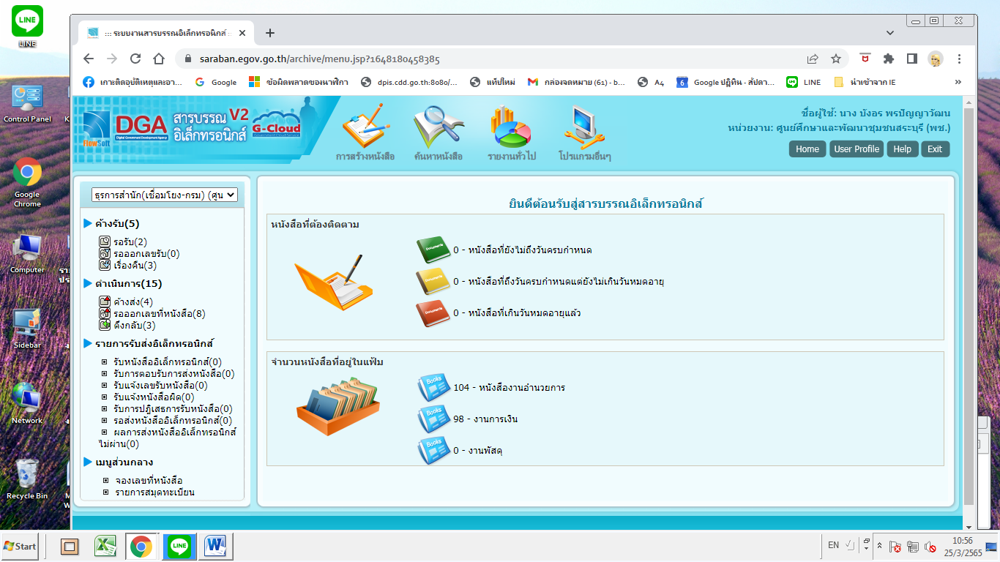 LINE
Control Panel
Google Chrome
Computer
Sidebar
Network
Recycle Bin
::: ระบบงานสารบรรณอิเล็กทรอนิกส์ :
saraban.egov.go.th/archive/menu.jsp?1648180458385
เกาะติดอุบัติเหตุและอา...
Google
ข้อผิดพลาดของนาฬิกา
dpis.cdd.go.th:8080/...
แท็บใหม่
กล่องจดหมาย (61) - b...
A4
Google ปฏิทิน - สัปดา...
LINE
นำเข้าจาก IE
FlowSoft
DGA
Digital Government Development Agency
สารบรรณ V2
อิเล็กทรอนิกส์
G-Cloud
การสร้างหนังสือ
ค้นหาหนังสือ
รายงานทั่วไป
โปรแกรมอื่นๆ
ชื่อผู้ใช้: นาง บังอร พรปัญญาวัฒน
หน่วยงาน: ศูนย์ศึกษาและพัฒนาชุมชนสระบุรี (พช.)
Home
User Profile
Help
Exit
ธุรการสำนัก(เชื่อมโยง-กรม) (ศูน
ค้างรับ(5)
รอรับ(2)
รอออกเลขรับ(0)
เรื่องคืน(3)
ดำเนินการ(15)
ค้างส่ง(4)
รอออกเลขที่หนังสือ(8)
ดึงกลับ(3)
รายการรับส่งอิเล็กทรอนิกส์
รับหนังสืออิเล็กทรอนิกส์(0)
รับการตอบรับการส่งหนังสือ(0)
รับแจ้งเลขรับหนังสือ(0)
รับแจ้งหนังสือผิด(0)
รับการปฏิเสธการรับหนังสือ(0)
รอส่งหนังสืออิเล็กทรอนิกส์(0)
ผลการส่งหนังสืออิเล็กทรอนิกส์
ไม่ผ่าน(0)
เมนูส่วนกลาง
จองเลขที่หนังสือ
รายการสมุดทะเบียน
ยินดีต้อนรับสู่สารบรรณอิเล็กทรอนิกส์
หนังสือที่ต้องติดตาม
Documents
0 - หนังสือที่ยังไม่ถึงวันครบกำหนด
0 - หนังสือที่ถึงวันครบกำหนดแต่ยังไม่เกินวันหมดอายุ
Documents
0 - หนังสือที่เกินวันหมดอายุแล้ว
จำนวนหนังสือที่อยู่ในแฟ้ม
Books
104 - หนังสืองานอำนวยการ
Books
98 - งานการเงิน
Books
0 - งานพัสดุ
Start
EN
10:56
25/3/2565